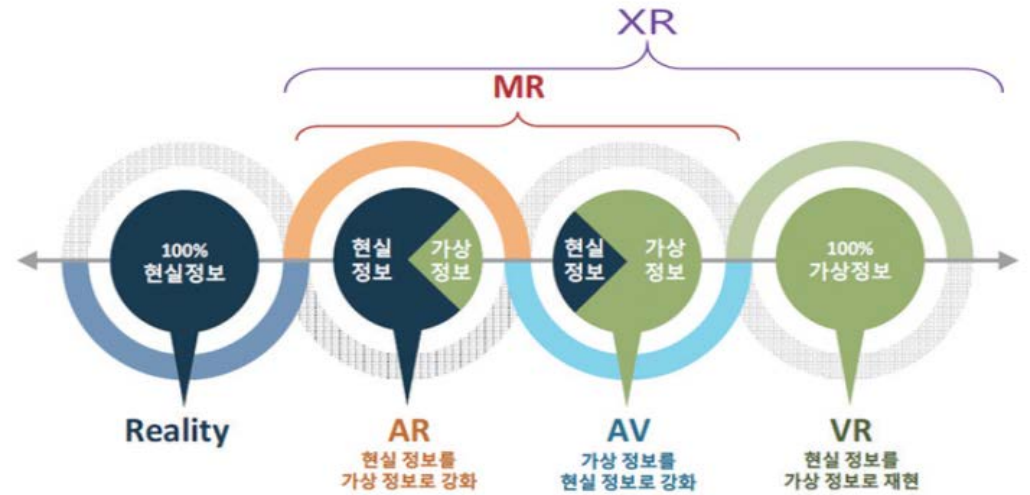 XR
MR
100%
현실정보
현실
정보
가상
정보
현실
정보
가상
정보
100%
가상정보
Reality
AR
현실 정보를
가상 정보로 강화
AV
가상 정보를
현실 정보로 강화
VR
현실 정보를
가상 정보로 재현